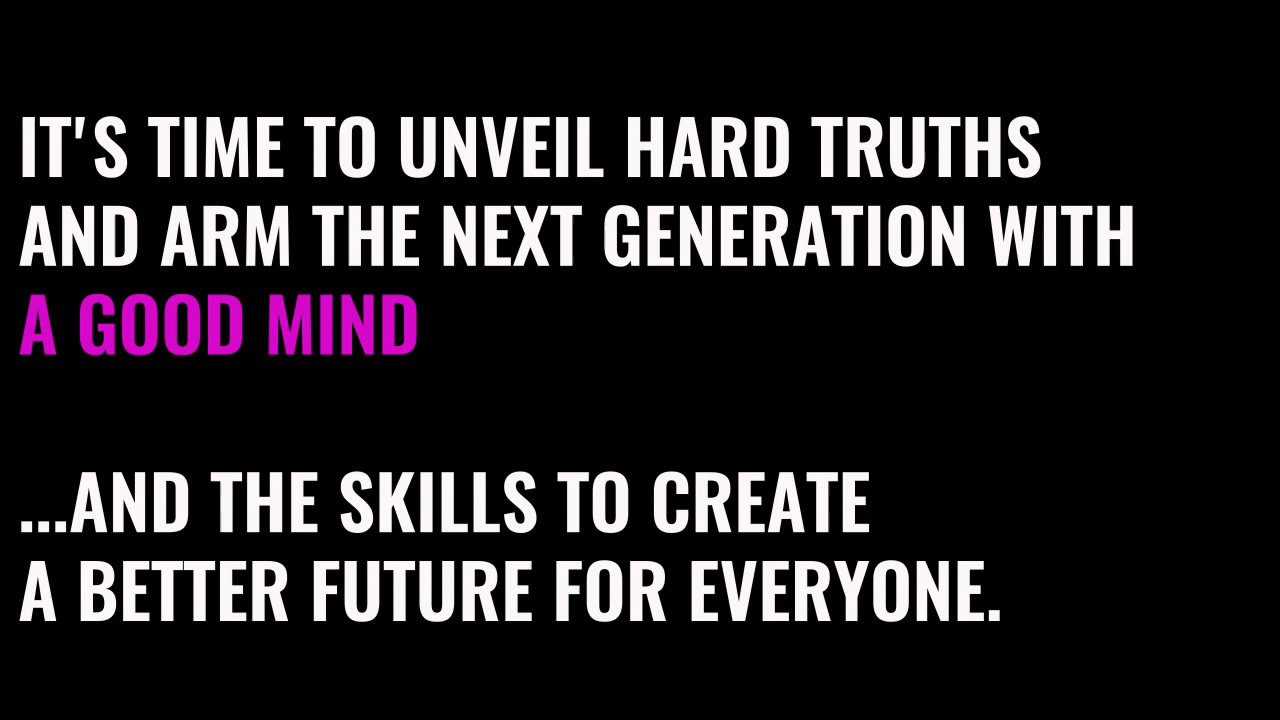 IT'S TIME TO UNVEIL HARD TRUTHS
AND ARM THE NEXT GENERATION WITH
A GOOD MIND
...AND THE SKILLS TO CREATE
A BETTER FUTURE FOR EVERYONE.